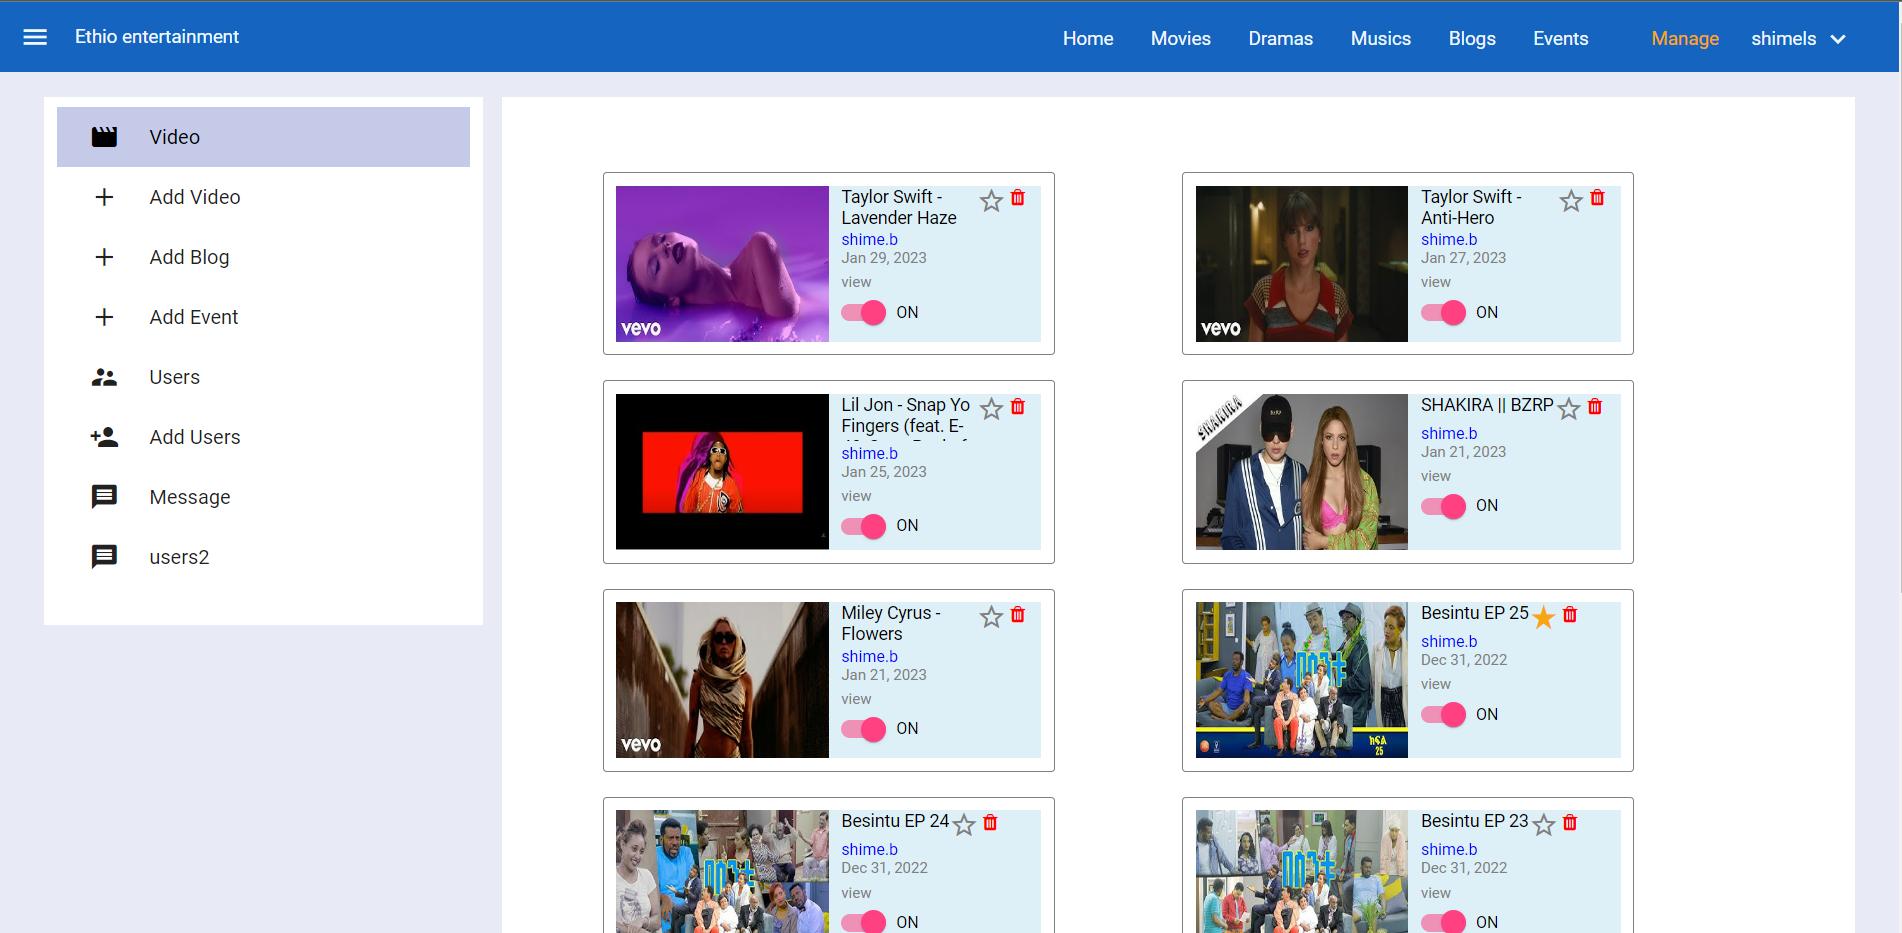 Ethio entertainment
Home Movies Dramas Musics Blogs Events Manage shimels
Video
Add Video
Add Blog
Add Event
Users
Add Users
Message
users2
Taylor Swift -
Lavender Haze
shime.b
Jan 29, 2023
view
ON
vevo
Taylor Swift -
Anti-Hero
shime.b
Jan 27, 2023
view
ON
vevo
Lil Jon - Snap Yo
Fingers (feat. E-
shime.b
Jan 25, 2023
view
ON
SHAKIRA
SHAKIRA || BZRP
shime.b
Jan 21, 2023
view
ON
Miley Cyrus -
Flowers
shime.b
Jan 21, 2023
view
ON
vevo
Besintu EP 25
shime.b
Dec 31, 2022
view
ON
በስንቱ
ክፍል
25
Besintu EP 24
shime.b
Dec 31, 2022
view
ON
በስንቱ
Besintu EP 23
shime.b
Dec 31, 2022
view
ON
በስንቱ